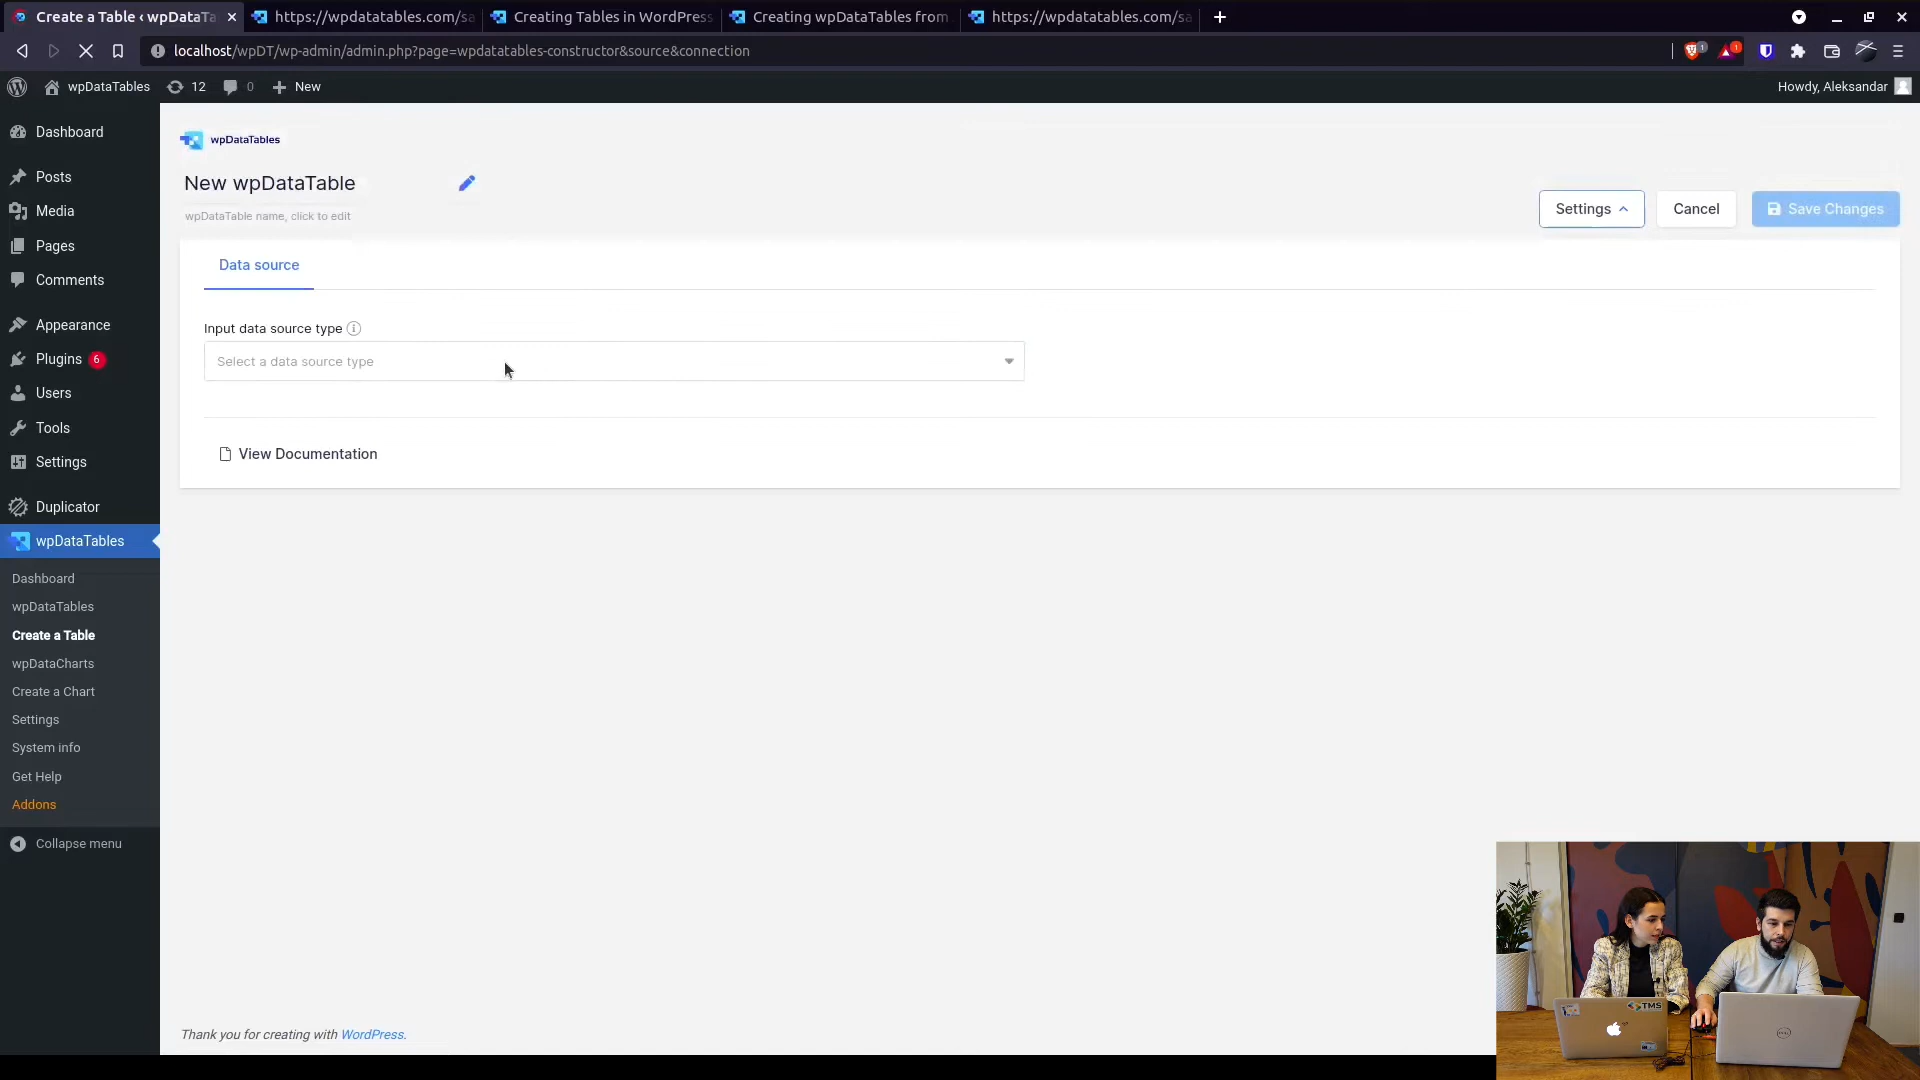 Create a Table ‹ wpDataTa
https://wpdatatables.com/sa
Creating Tables in WordPress
Creating wpDataTables from
https://wpdatatables.com/sa
localhost/wpDT/wp-admin/admin.php?page=wpdatatables-constructor&source&connection
1
1
wpDataTables
12
0
New
Howdy, Aleksandar
Dashboard
Posts
Media
Pages
Comments
Appearance
Plugins 6
Users
Tools
Settings
Duplicator
wpDataTables
Dashboard
wpDataTables
Create a Table
wpDataCharts
Create a Chart
Settings
System info
Get Help
Addons
Collapse menu
wpDataTables
New wpDataTable
wpDataTable name, click to edit
Settings
Cancel
Save Changes
Data source
Input data source type
Select a data source type
View Documentation
Thank you for creating with WordPress.
TMS
DELL